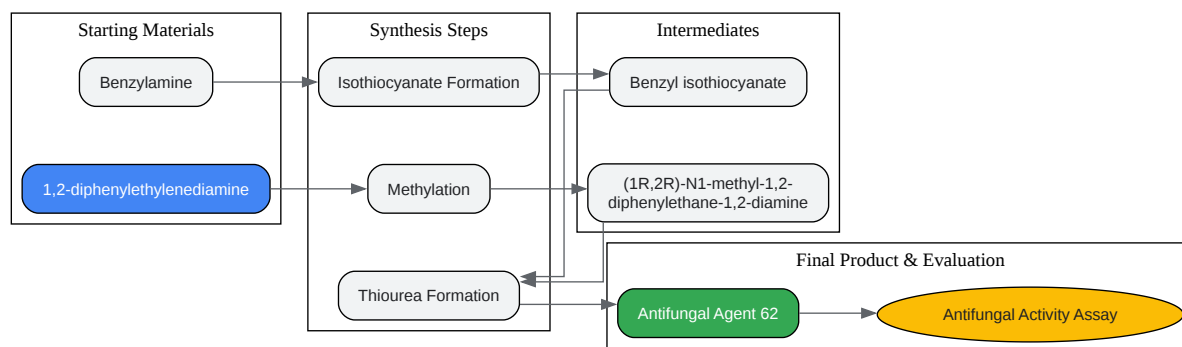 Starting Materials
Synthesis Steps
Intermediates
Benzylamine
Isothiocyanate Formation
Benzyl isothiocyanate
1,2-diphenylethylenediamine
Methylation
(1R,2R)-N1-methyl-1,2-
diphenylethane-1,2-diamine
Final Product & Evaluation
Thiourea Formation
Antifungal Agent 62
Antifungal Activity Assay